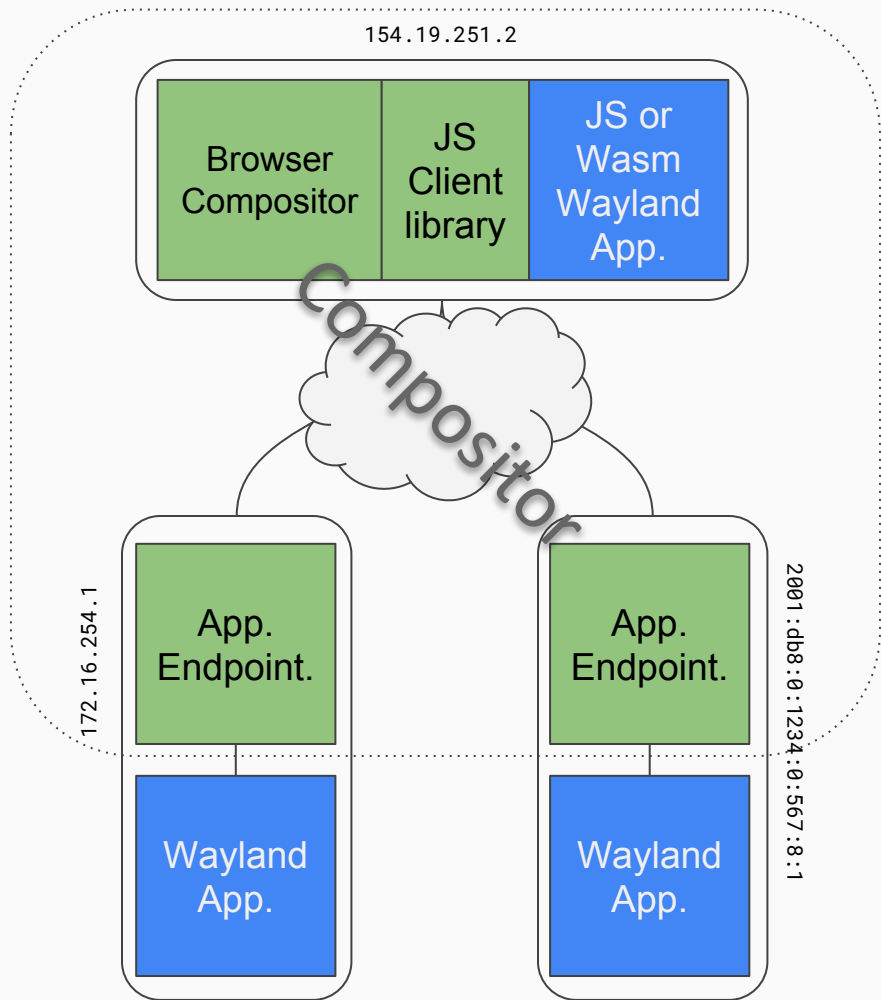 154.19.251.2
Browser
Compositor
JS
Client
library
JS or
Wasm
Wayland
App.
Compositor
172.16.254.1
App.
Endpoint.
App.
Endpoint.
2001:db8:0:1234:0:567:8:1
Wayland
App.
Wayland
App.